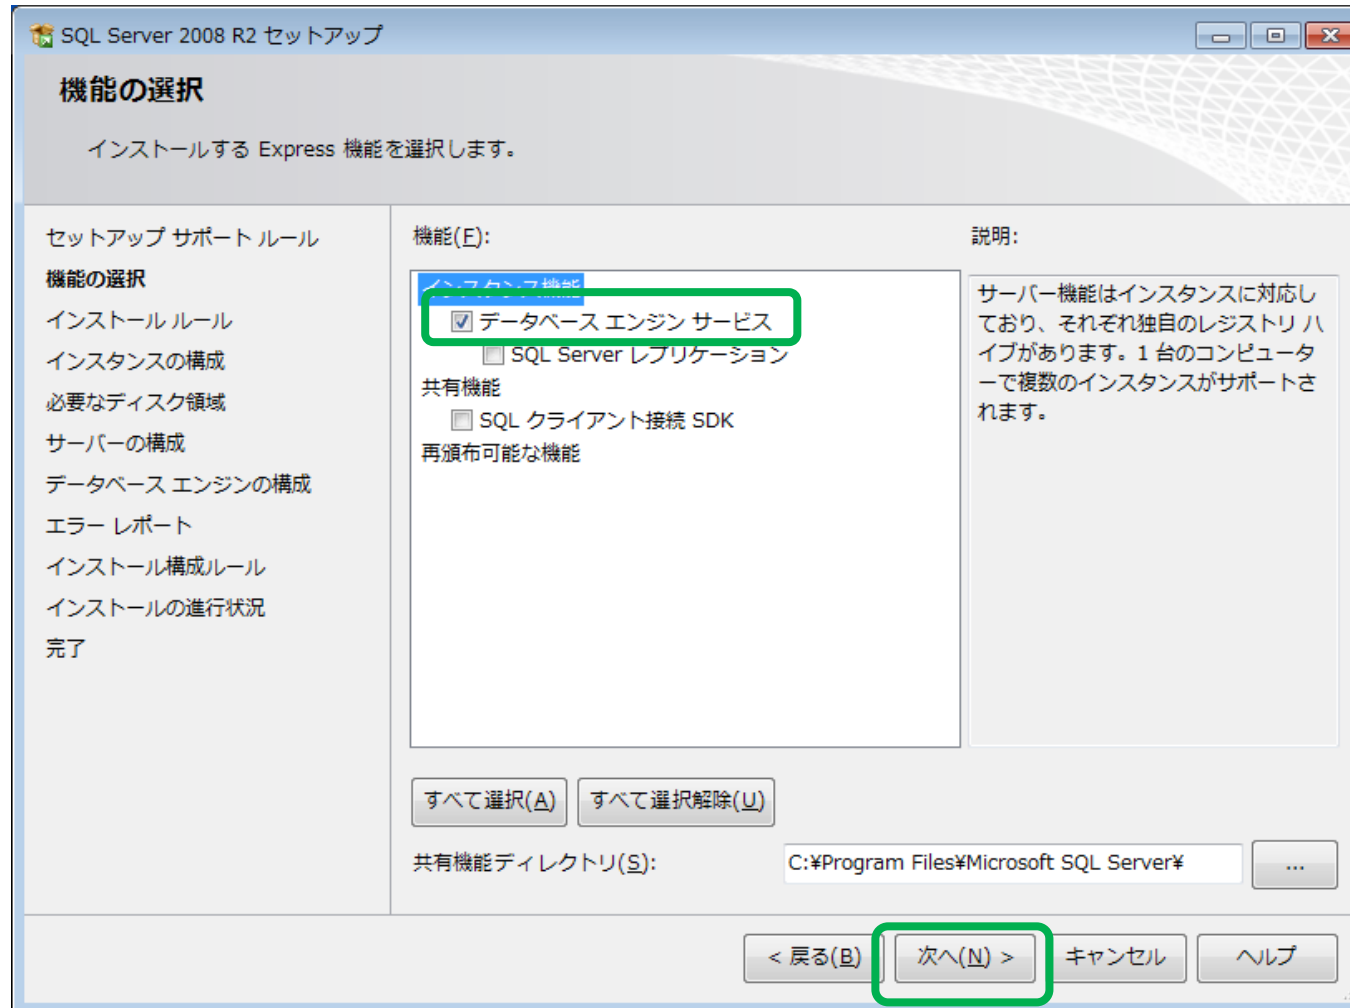 SQL Server 2008 R2 セットアップ
機能の選択
インストールする Express 機能を選択します。
セットアップ サポート ルール
機能の選択
インストール ルール
インスタンスの構成
必要なディスク領域
サーバーの構成
データベース エンジンの構成
エラー レポート
インストール構成ルール
インストールの進行状況
完了
機能(F):
インスタンス機能
データベース エンジン サービス
SQL Server レプリケーション
共有機能
SQL クライアント接続 SDK
再頒布可能な機能
説明:
サーバー機能はインスタンスに対応し
ており、それぞれ独自のレジストリ ハ
イブがあります。1 台のコンピュータ
ーで複数のインスタンスがサポートさ
れます。
すべて選択(A)
すべて選択解除(U)
共有機能ディレクトリ(S):
C:¥Program Files¥Microsoft SQL Server¥
...
< 戻る(B)
次へ(N) >
キャンセル
ヘルプ